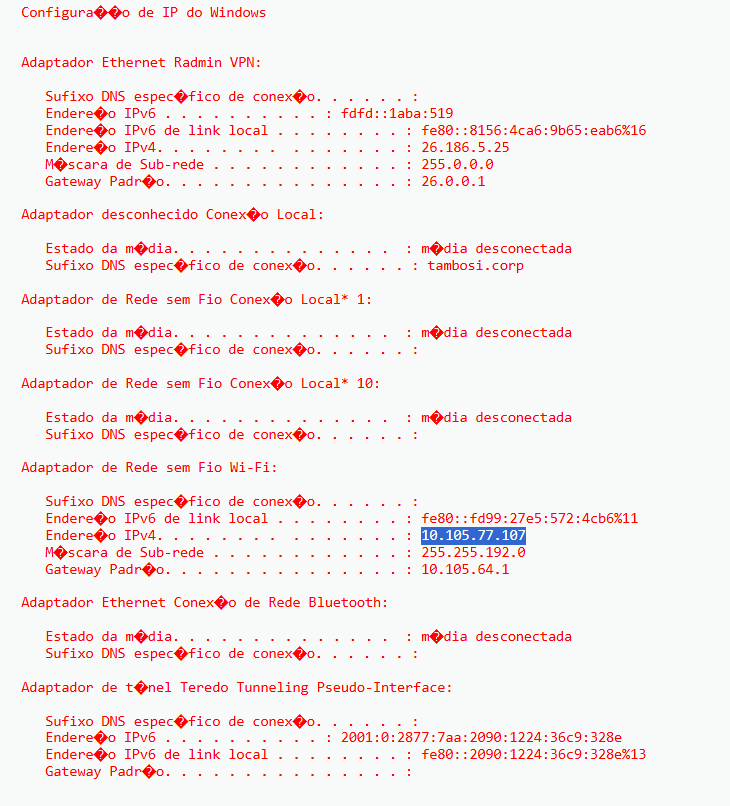 Configura��o de IP do Windows
Adaptador Ethernet Radmin VPN:
Sufixo DNS espec�fico de conex�o. . . . . . :
Endere�o IPv6 . . . . . . . . . . : fdfd::1aba:519
Endere�o IPv6 de link local . . . . . . . . : fe80::8156:4ca6:9b65:eab6%16
Endere�o IPv4. . . . . . . .  . . . . . . . : 26.186.5.25
M�scara de Sub-rede . . . . . . . . . . . . : 255.0.0.0
Gateway Padr�o. . . . . . . . . . . . . . . : 26.0.0.1
Adaptador desconhecido Conex�o Local:
Estado da m�dia. . . . . . . . . . . . . .  : m�dia desconectada
Sufixo DNS espec�fico de conex�o. . . . . . : tambosi.corp
Adaptador de Rede sem Fio Conex�o Local* 1:
Estado da m�dia. . . . . . . . . . . . . .  : m�dia desconectada
Sufixo DNS espec�fico de conex�o. . . . . . :
Adaptador de Rede sem Fio Conex�o Local* 10:
Estado da m�dia. . . . . . . . . . . . . .  : m�dia desconectada
Sufixo DNS espec�fico de conex�o. . . . . . :
Adaptador de Rede sem Fio Wi-Fi:
Sufixo DNS espec�fico de conex�o. . . . . . :
Endere�o IPv6 de link local . . . . . . . . : fe80::fd99:27e5:572:4cb6%11
Endere�o IPv4. . . . . . . .  . . . . . . . : 10.105.77.107
M�scara de Sub-rede . . . . . . . . . . . . : 255.255.192.0
Gateway Padr�o. . . . . . . . . . . . . . . : 10.105.64.1
Adaptador Ethernet Conex�o de Rede Bluetooth:
Estado da m�dia. . . . . . . . . . . . . .  : m�dia desconectada
Sufixo DNS espec�fico de conex�o. . . . . . :
Adaptador de t�nel Teredo Tunneling Pseudo-Interface:
Sufixo DNS espec�fico de conex�o. . . . . . :
Endere�o IPv6 . . . . . . . . . . : 2001:0:2877:7aa:2090:1224:36c9:328e
Endere�o IPv6 de link local . . . . . . . . : fe80::2090:1224:36c9:328e%13
Gateway Padr�o. . . . . . . . . . . . . . . :